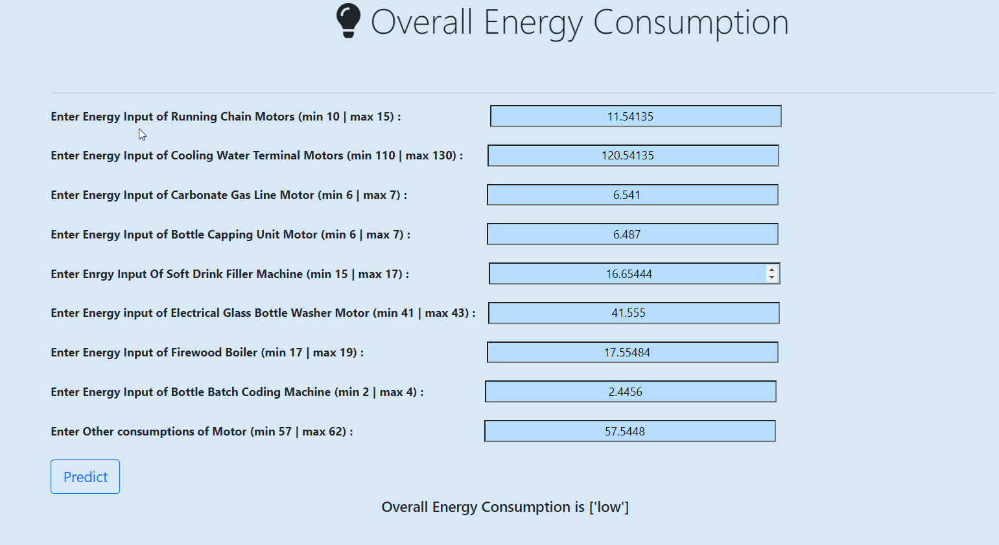 Overall Energy Consumption
Enter Energy Input of Running Chain Motors (min 10 | max 15) : 11.54135
Enter Energy Input of Cooling Water Terminal Motors (min 110 | max 130) : 120.54135
Enter Energy Input of Carbonate Gas Line Motor (min 6 | max 7) : 6.541
Enter Energy Input of Bottle Capping Unit Motor (min 6 | max 7) : 6.487
Enter Enrgy Input Of Soft Drink Filler Machine (min 15 | max 17) : 16.65444
Enter Energy input of Electrical Glass Bottle Washer Motor (min 41 | max 43) : 41.555
Enter Energy Input of Firewood Boiler (min 17 | max 19) : 17.55484
Enter Energy Input of Bottle Batch Coding Machine (min 2 | max 4) : 2.4456
Enter Other consumptions of Motor (min 57 | max 62) : 57.5448
Predict
Overall Energy Consumption is ['low']